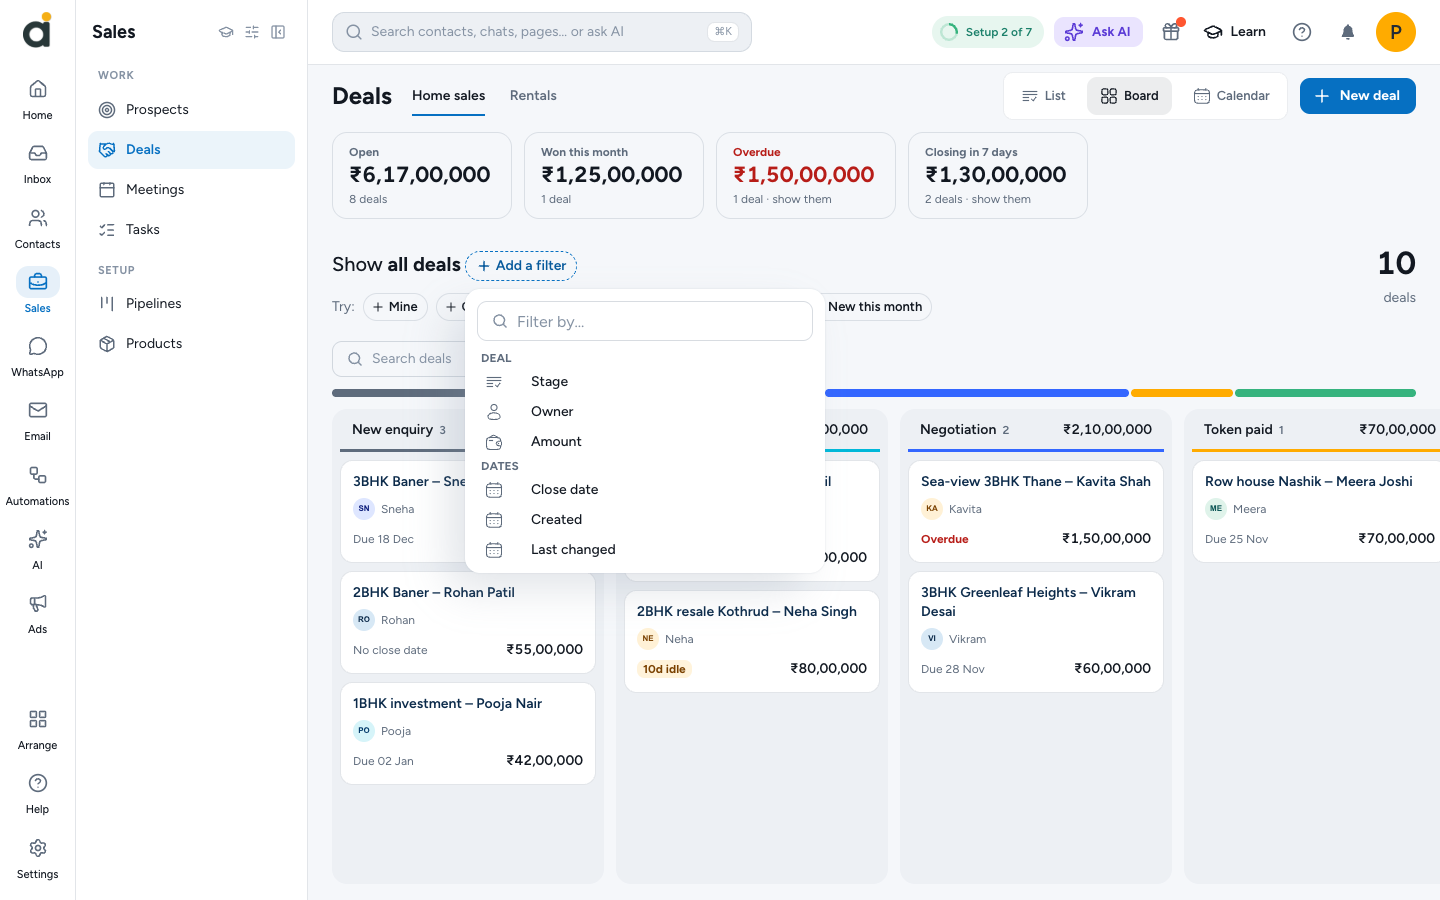 Home
Inbox
Contacts
Sales
WhatsApp
Email
Automations
AI
Ads
Arrange
Help
Settings
Sales
WORK
Prospects
Deals
Meetings
Tasks
SETUP
Pipelines
Products
Search contacts, chats, pages... or ask AI
⌘K
Setup 2 of 7
Ask AI
Learn
P
Deals
Home sales
Rentals
List
Board
Calendar
New deal
Open
₹6,17,00,000
8 deals
Won this month
₹1,25,00,000
1 deal
Overdue
₹1,50,00,000
1 deal · show them
Closing in 7 days
₹1,30,00,000
2 deals · show them
Show all deals
+ Add a filter
10
deals
Try:
+ Mine
New this month
Search deals
Filter by...
DEAL
Stage
Owner
Amount
DATES
Close date
Created
Last changed
New enquiry 3
3BHK Baner – Sne
SN Sneha
Due 18 Dec
2BHK Baner – Rohan Patil
RO Rohan
No close date ₹55,00,000
1BHK investment – Pooja Nair
PO Pooja
Due 02 Jan ₹42,00,000
00,000
il
00,000
2BHK resale Kothrud – Neha Singh
NE Neha
10d idle ₹80,00,000
Negotiation 2 ₹2,10,00,000
Sea-view 3BHK Thane – Kavita Shah
KA Kavita
Overdue ₹1,50,00,000
3BHK Greenleaf Heights – Vikram
Desai
VI Vikram
Due 28 Nov ₹60,00,000
Token paid 1 ₹70,00,000
Row house Nashik – Meera Joshi
ME Meera
Due 25 Nov ₹70,00,000